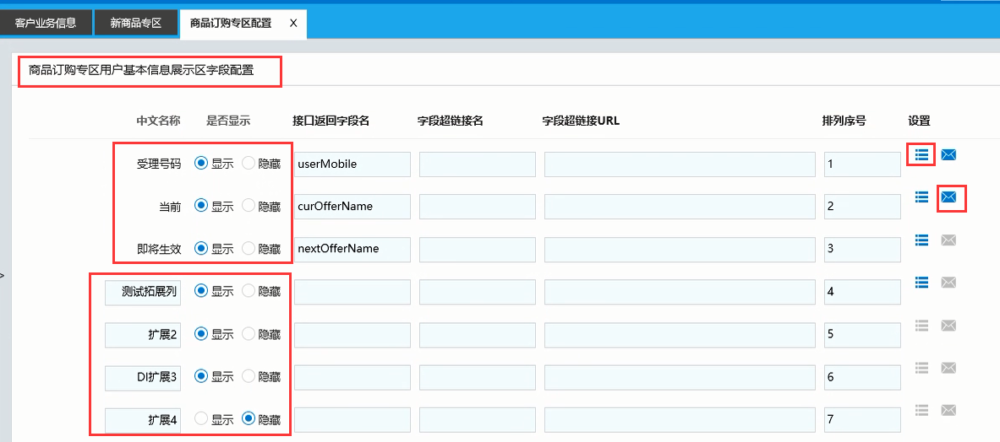 客户业务信息 新商品专区 商品订购专区配置 X
商品订购专区用户基本信息展示区字段配置
中文名称 是否显示 接口返回字段名 字段超链接名 字段超链接URL 排列序号 设置
受理号码 显示 隐藏 userMobile 1
当前 显示 隐藏 curOfferName 2
即将生效 显示 隐藏 nextOfferName 3
>
测试拓展列 显示 隐藏 4
扩展2 显示 隐藏 5
DI扩展3 显示 隐藏 6
扩展4 显示 隐藏 7